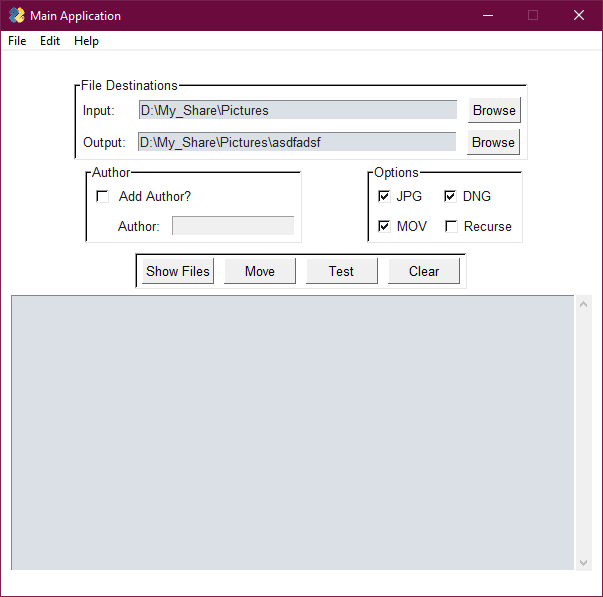 Main Application
File Edit Help
File Destinations
Input: D:\My_Share\Pictures Browse
Output: D:\My_Share\Pictures\asdfadsf Browse
Author Options
Add Author? JPG DNG
Author: MOV Recurse
Show Files Move Test Clear